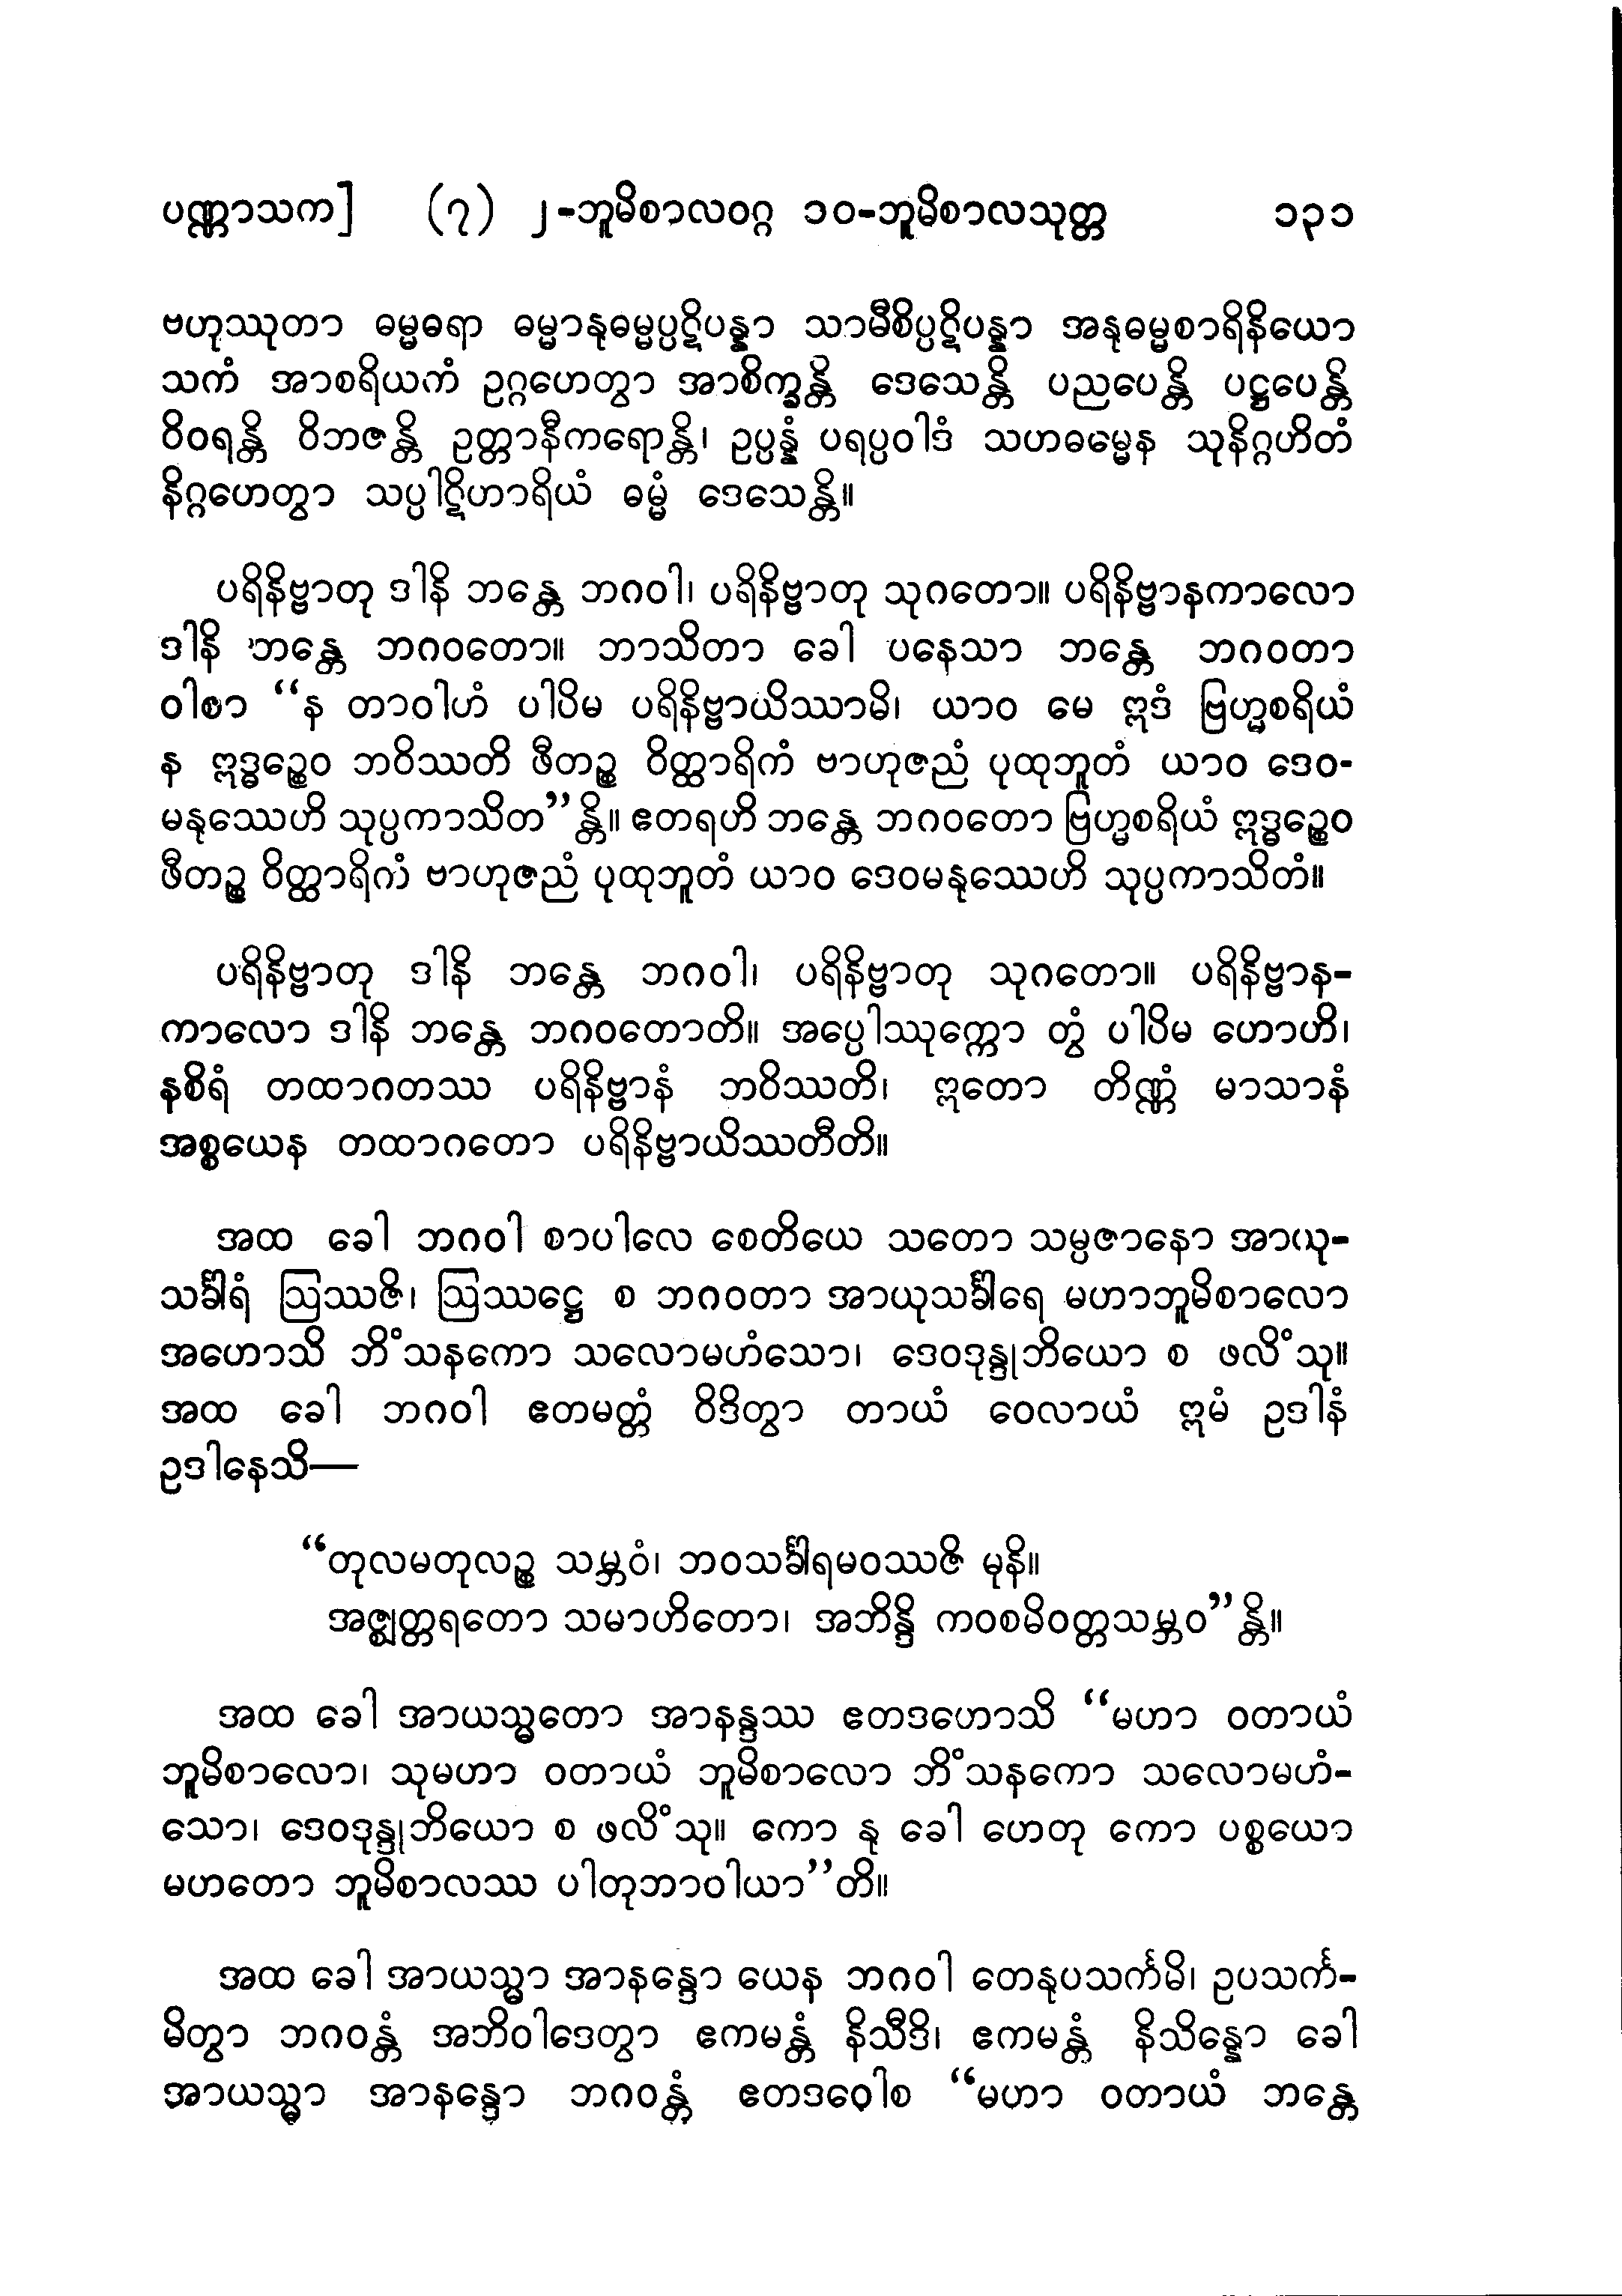 ပဏ္ဏာသက]    (၇) ၂-ဘူမိစာလဝဂ္ဂ ၁၀-ဘူမိစာလသုတ္တ    ၁၃၁
ဗဟုဿုတာ ဓမ္မဓရာ ဓမ္မာနုဓမ္မပ္ပဋိပန္နာ သာမီစိပ္ပဋိပန္နာ အနုဓမ္မစာရိနိယော
သကံ အာစရိယကံ ဥဂ္ဂဟေတွာ အာစိက္ခန္တိ ဒေသေန္တိ ပညပေန္တိ ပဋ္ဌပေန္တိ
ဝိဝရန္တိ ဝိဘဇန္တိ ဥတ္တာနီကရောန္တိ၊ ဥပ္ပန္နံ ပရပ္ပဝါဒံ သဟဓမ္မေန သုနိဂ္ဂဟိတံ
နိဂ္ဂဟေတွာ သပ္ပါဋိဟာရိယံ ဓမ္မံ ဒေသေန္တိ။
ပရိနိဗ္ဗာတု ဒါနိ ဘန္တေ ဘဂဝါ၊ ပရိနိဗ္ဗာတု သုဂတော။ ပရိနိဗ္ဗာနကာလော
ဒါနိ ဘန္တေ ဘဂဝတော။ ဘာသိတာ ခေါ ပနေသာ ဘန္တေ ဘဂဝတာ
ဝါစာ “န တာဝါဟံ ပါပိမ ပရိနိဗ္ဗာယိဿာမိ၊ ယာဝ မေ ဣဒံ ဗြဟ္မစရိယံ
န ဣဒ္ဓဉ္စေဝ ဘဝိဿတိ ဖီတဉ္စ ဝိတ္ထာရိကံ ဗာဟုဇညံ ပုထုဘူတံ ယာဝ ဒေဝ-
မနုဿေဟိ သုပ္ပကာသိတ”န္တိ။ ဧတရဟိ ဘန္တေ ဘဂဝတော ဗြဟ္မစရိယံ ဣဒ္ဓဉ္စေဝ
ဖီတဉ္စ ဝိတ္ထာရိကံ ဗာဟုဇညံ ပုထုဘူတံ ယာဝ ဒေဝမနုဿေဟိ သုပ္ပကာသိတံ။
ပရိနိဗ္ဗာတု ဒါနိ ဘန္တေ ဘဂဝါ၊ ပရိနိဗ္ဗာတု သုဂတော။ ပရိနိဗ္ဗာန-
ကာလော ဒါနိ ဘန္တေ ဘဂဝတောတိ။ အပ္ပေါဿုက္ကော တွံ ပါပိမ ဟောဟိ၊
နစိရံ တထာဂတဿ ပရိနိဗ္ဗာနံ ဘဝိဿတိ၊ ဣတော တိဏ္ဏံ မာသာနံ
အစ္စယေန တထာဂတော ပရိနိဗ္ဗာယိဿတီတိ။
အထ ခေါ ဘဂဝါ စာပါလေ စေတိယေ သတော သမ္ပဇာနော အာယု-
သင်္ခါရံ ဩဿဇိ၊ ဩဿဋ္ဌေ စ ဘဂဝတာ အာယုသင်္ခါရေ မဟာဘူမိစာလော
အဟောသိ ဘိံသနကော သလောမဟံသော၊ ဒေဝဒုန္ဒုဘိယော စ ဖလိံသု။
အထ ခေါ ဘဂဝါ ဧတမတ္ထံ ဝိဒိတွာ တာယံ ဝေလာယံ ဣမံ ဥဒါနံ
ဥဒါနေသိ—
“တုလမတုလဉ္စ သမ္ဘဝံ၊ ဘဝသင်္ခါရမဝဿဇိ မုနိ။
အဇ္ဈတ္တရတော သမာဟိတော၊ အဘိန္ဒိ ကဝစမိဝတ္တသမ္ဘဝ”န္တိ။
အထ ခေါ အာယသ္မတော အာနန္ဒဿ ဧတဒဟောသိ “မဟာ ဝတာယံ
ဘူမိစာလော၊ သုမဟာ ဝတာယံ ဘူမိစာလော ဘိံသနကော သလောမဟံ-
သော၊ ဒေဝဒုန္ဒုဘိယော စ ဖလိံသု။ ကော နု ခေါ ဟေတု ကော ပစ္စယော
မဟတော ဘူမိစာလဿ ပါတုဘာဝါယာ”တိ။
အထ ခေါ အာယသ္မာ အာနန္ဒော ယေန ဘဂဝါ တေနုပသင်္ကမိ၊ ဥပသင်္က-
မိတွာ ဘဂဝန္တံ အဘိဝါဒေတွာ ဧကမန္တံ နိသီဒိ၊ ဧကမန္တံ နိသိန္နော ခေါ
အာယသ္မာ အာနန္ဒော ဘဂဝန္တံ ဧတဒဝေါစ “မဟာ ဝတာယံ ဘန္တေ